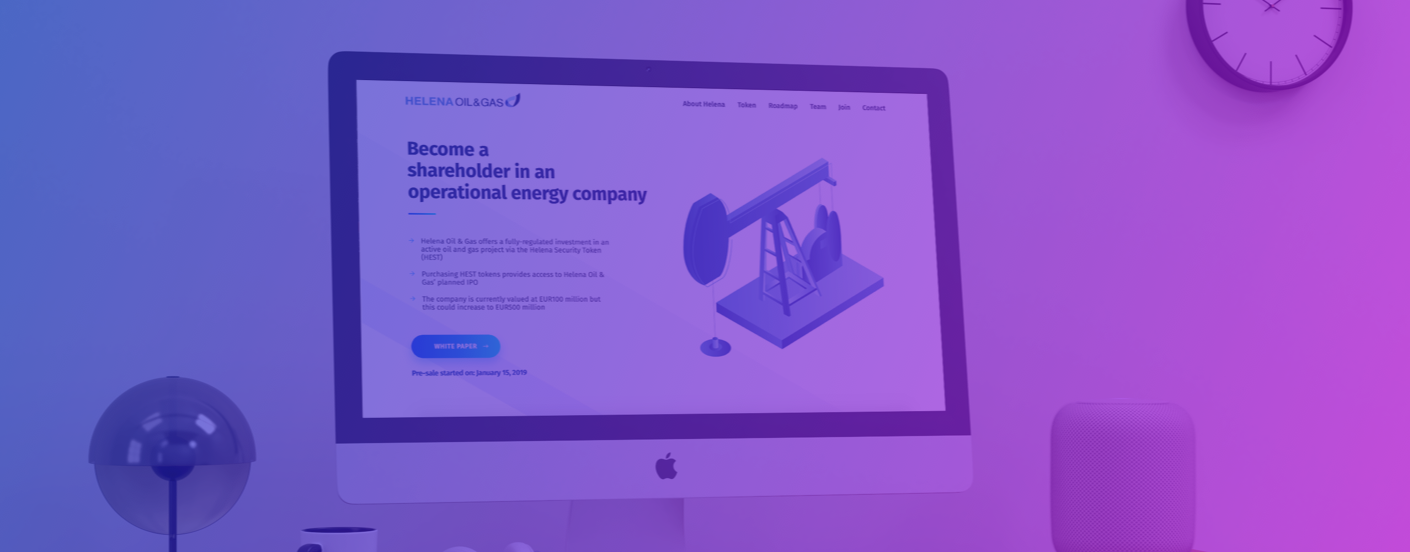 HELENA OIL&GAS
About Helena Token Roadmap Team Join Contact
Become a
shareholder in an
operational energy company
Helena Oil & Gas offers a fully-regulated investment in an
active oil and gas project via the Helena Security Token
(HEST)
Purchasing HEST tokens provides access to Helena Oil &
Gas' planned IPO
The company is currently valued at EUR100 million but
this could increase to EUR500 million
WHITE PAPER →
Pre-sale started on: January 15, 2019